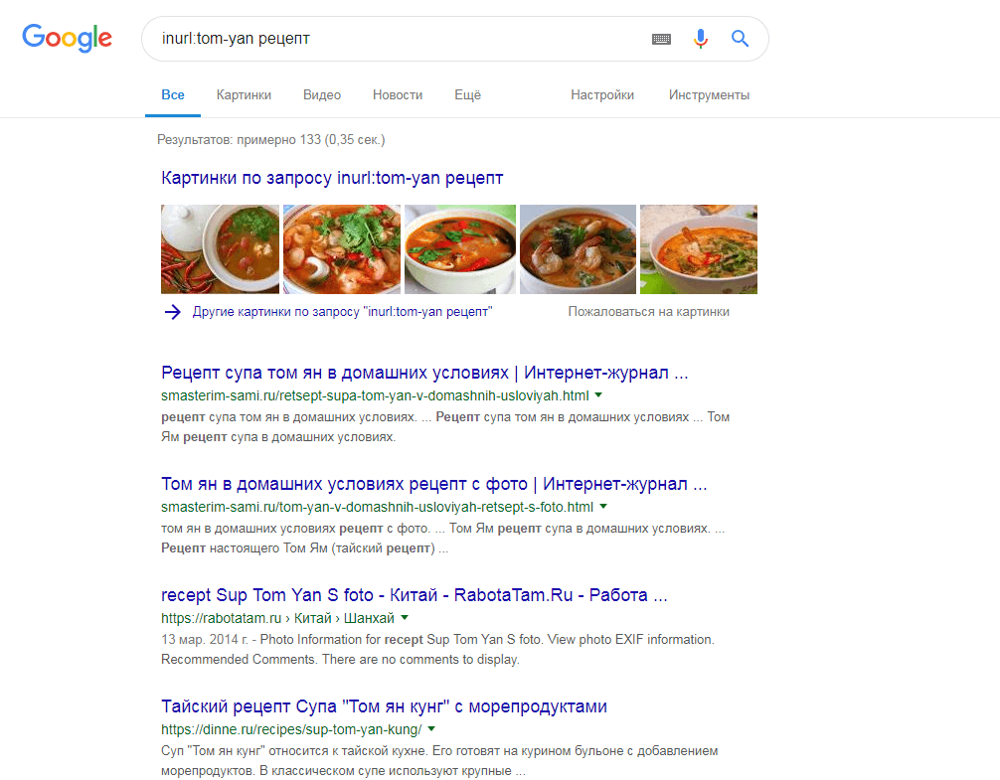 Google
inurl:tom-yan рецепт
Все Картинки Видео Новости Ещё Настройки Инструменты
Результатов: примерно 133 (0,35 сек.)
Картинки по запросу inurl:tom-yan рецепт
Другие картинки по запросу "inurl:tom-yan рецепт" Пожаловаться на картинки
Рецепт супа том ян в домашних условиях | Интернет-журнал ...
smasterim-sami.ru/retsept-supa-tom-yan-v-domashnih-usloviyah.html
рецепт супа том ян в домашних условиях. ... Рецепт супа том ян в домашних условиях ... Том
Ям рецепт супа в домашних условиях.
Том ян в домашних условиях рецепт с фото | Интернет-журнал ...
smasterim-sami.ru/tom-yan-v-domashnih-usloviyah-retsept-s-foto.html
том ян в домашних условиях рецепт с фото. ... Том Ям рецепт супа в домашних условиях. ...
Рецепт настоящего Том Ям (тайский рецепт) ...
recept Sup Tom Yan S foto - Китай - RabotaTam.Ru - Работа ...
https://rabotatam.ru › Китай › Шанхай
13 мар. 2014 г. - Photo Information for recept Sup Tom Yan S foto. View photo EXIF information.
Recommended Comments. There are no comments to display.
Тайский рецепт Супа "Том ян кунг" с морепродуктами
https://dinne.ru/recipes/sup-tom-yan-kung/
Суп "Том ян кунг" относится к тайской кухне. Его готовят на курином бульоне с добавлением
морепродуктов. В классическом супе используют крупные ...